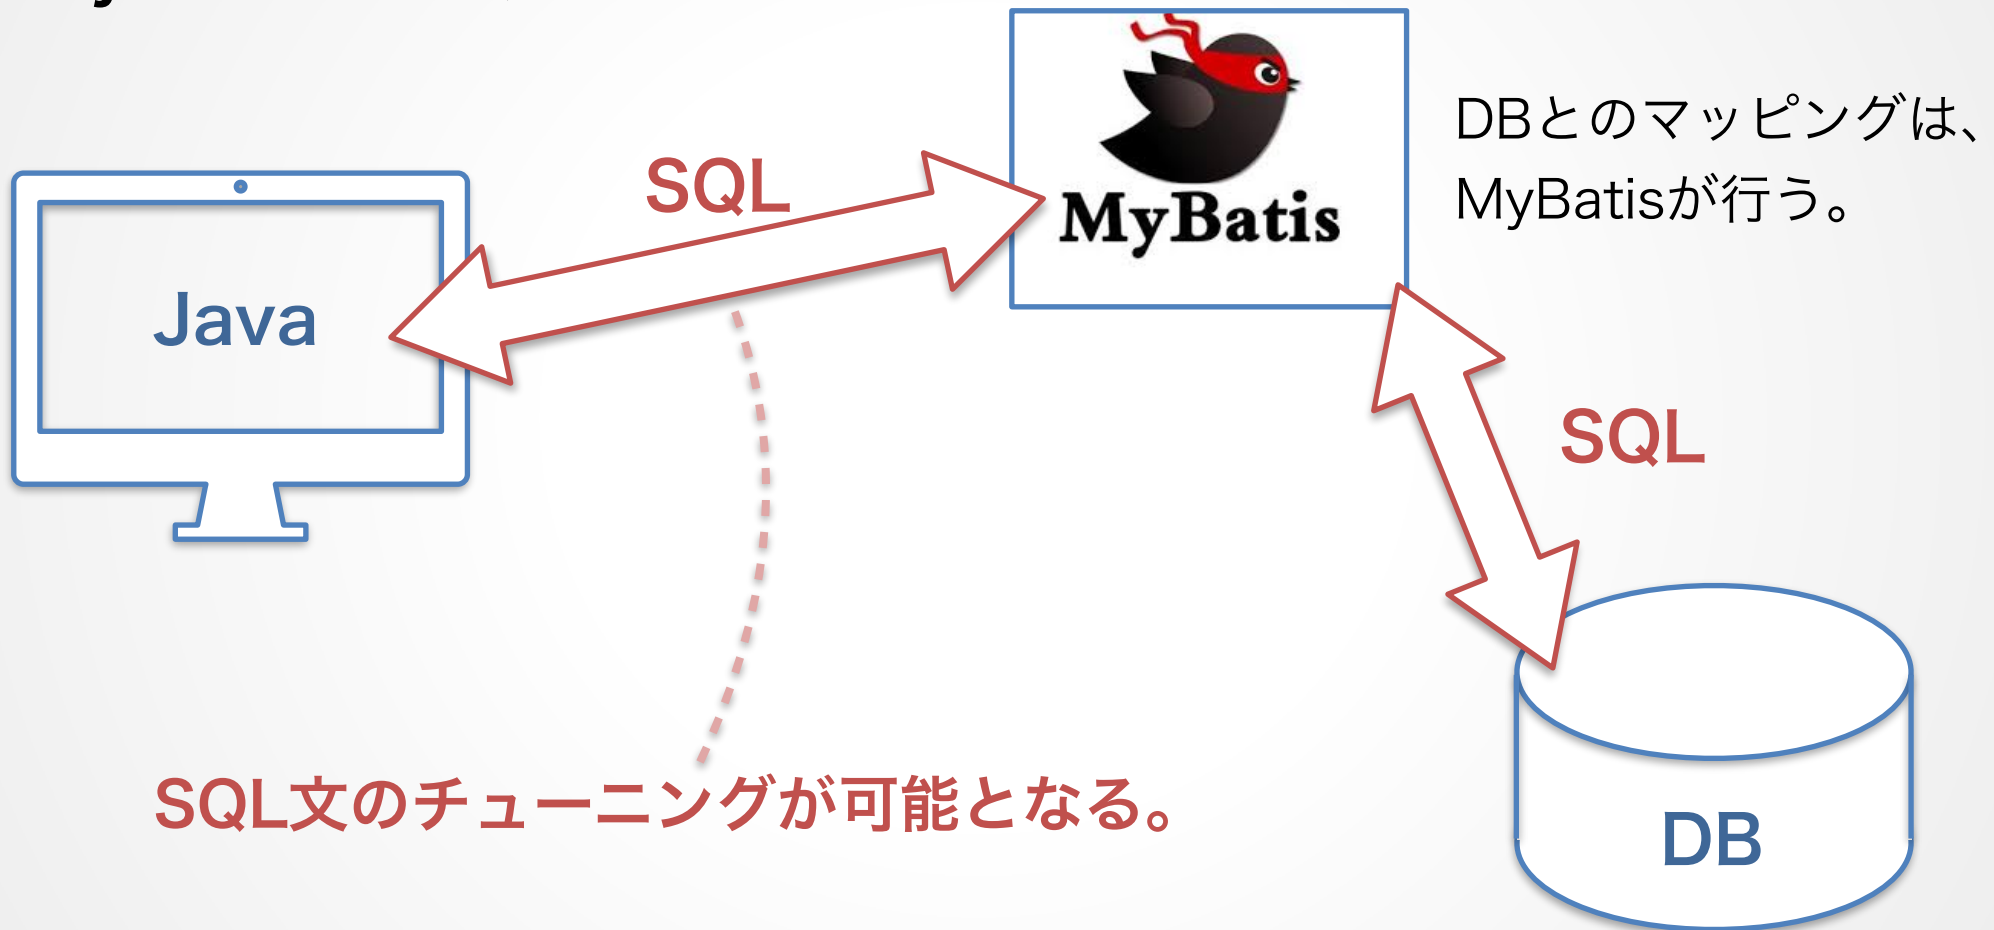 MyBatis
DBとのマッピングは、
MyBatisが行う。
SQL
Java
SQL
SQL文のチューニングが可能となる。
DB